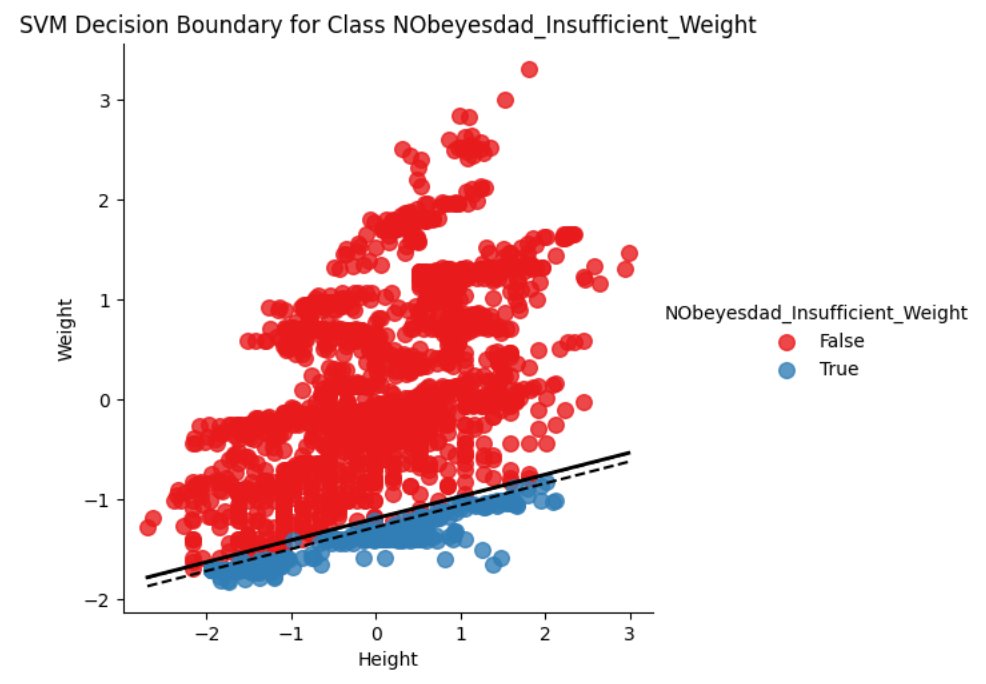 SVM Decision Boundary for Class NObeyesdad_Insufficient_Weight
3
2
1
0
−1
−2
Weight
−2 −1 0 1 2 3
Height
NObeyesdad_Insufficient_Weight
False
True